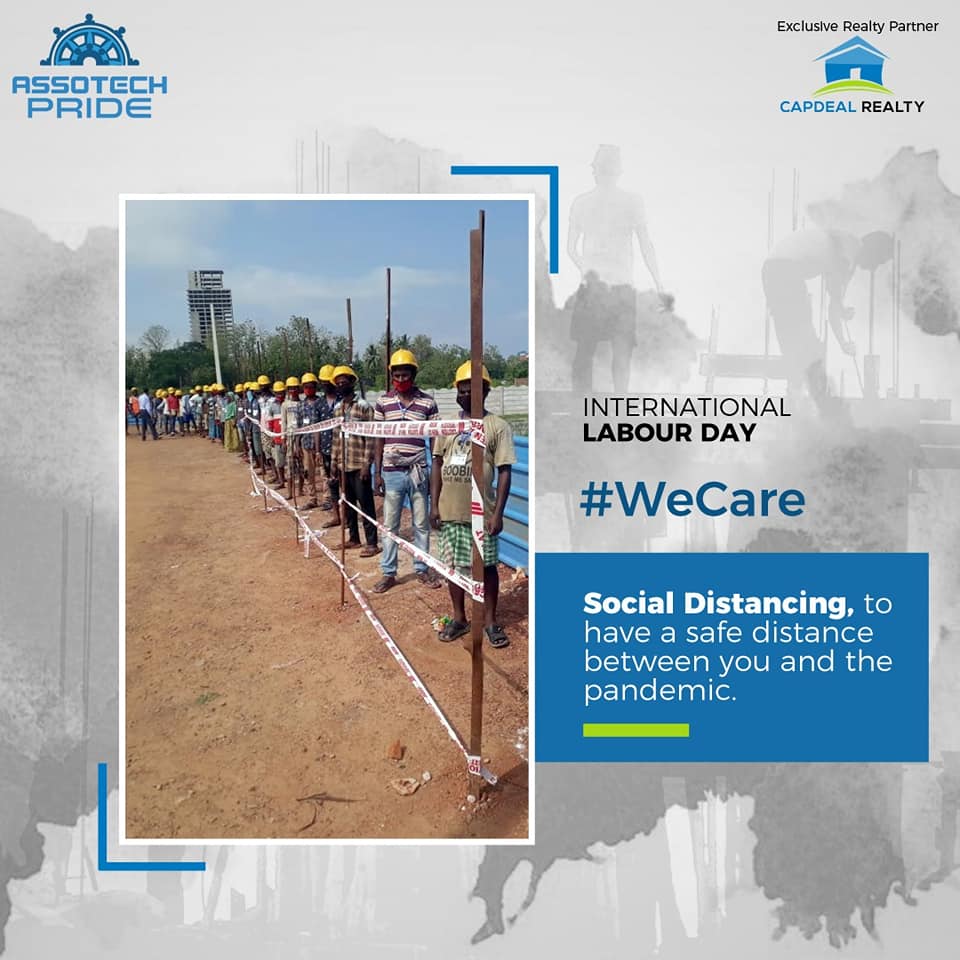 ASSOTECH
PRIDE
Exclusive Realty Partner
CAPDEAL REALTY
INTERNATIONAL
LABOUR DAY
#WeCare
Social Distancing, to
have a safe distance
between you and the
pandemic.